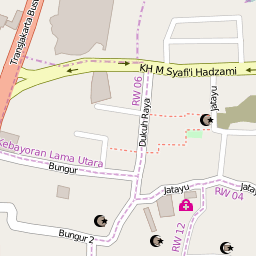 Transjakarta Bus
KH M Syafi'i Hadzami
RW 06
Jatayu
Dukuh Raya
Kebayoran Lama Utara
Bungur
Jatayu
RW 04
Bungur 2
RW 12